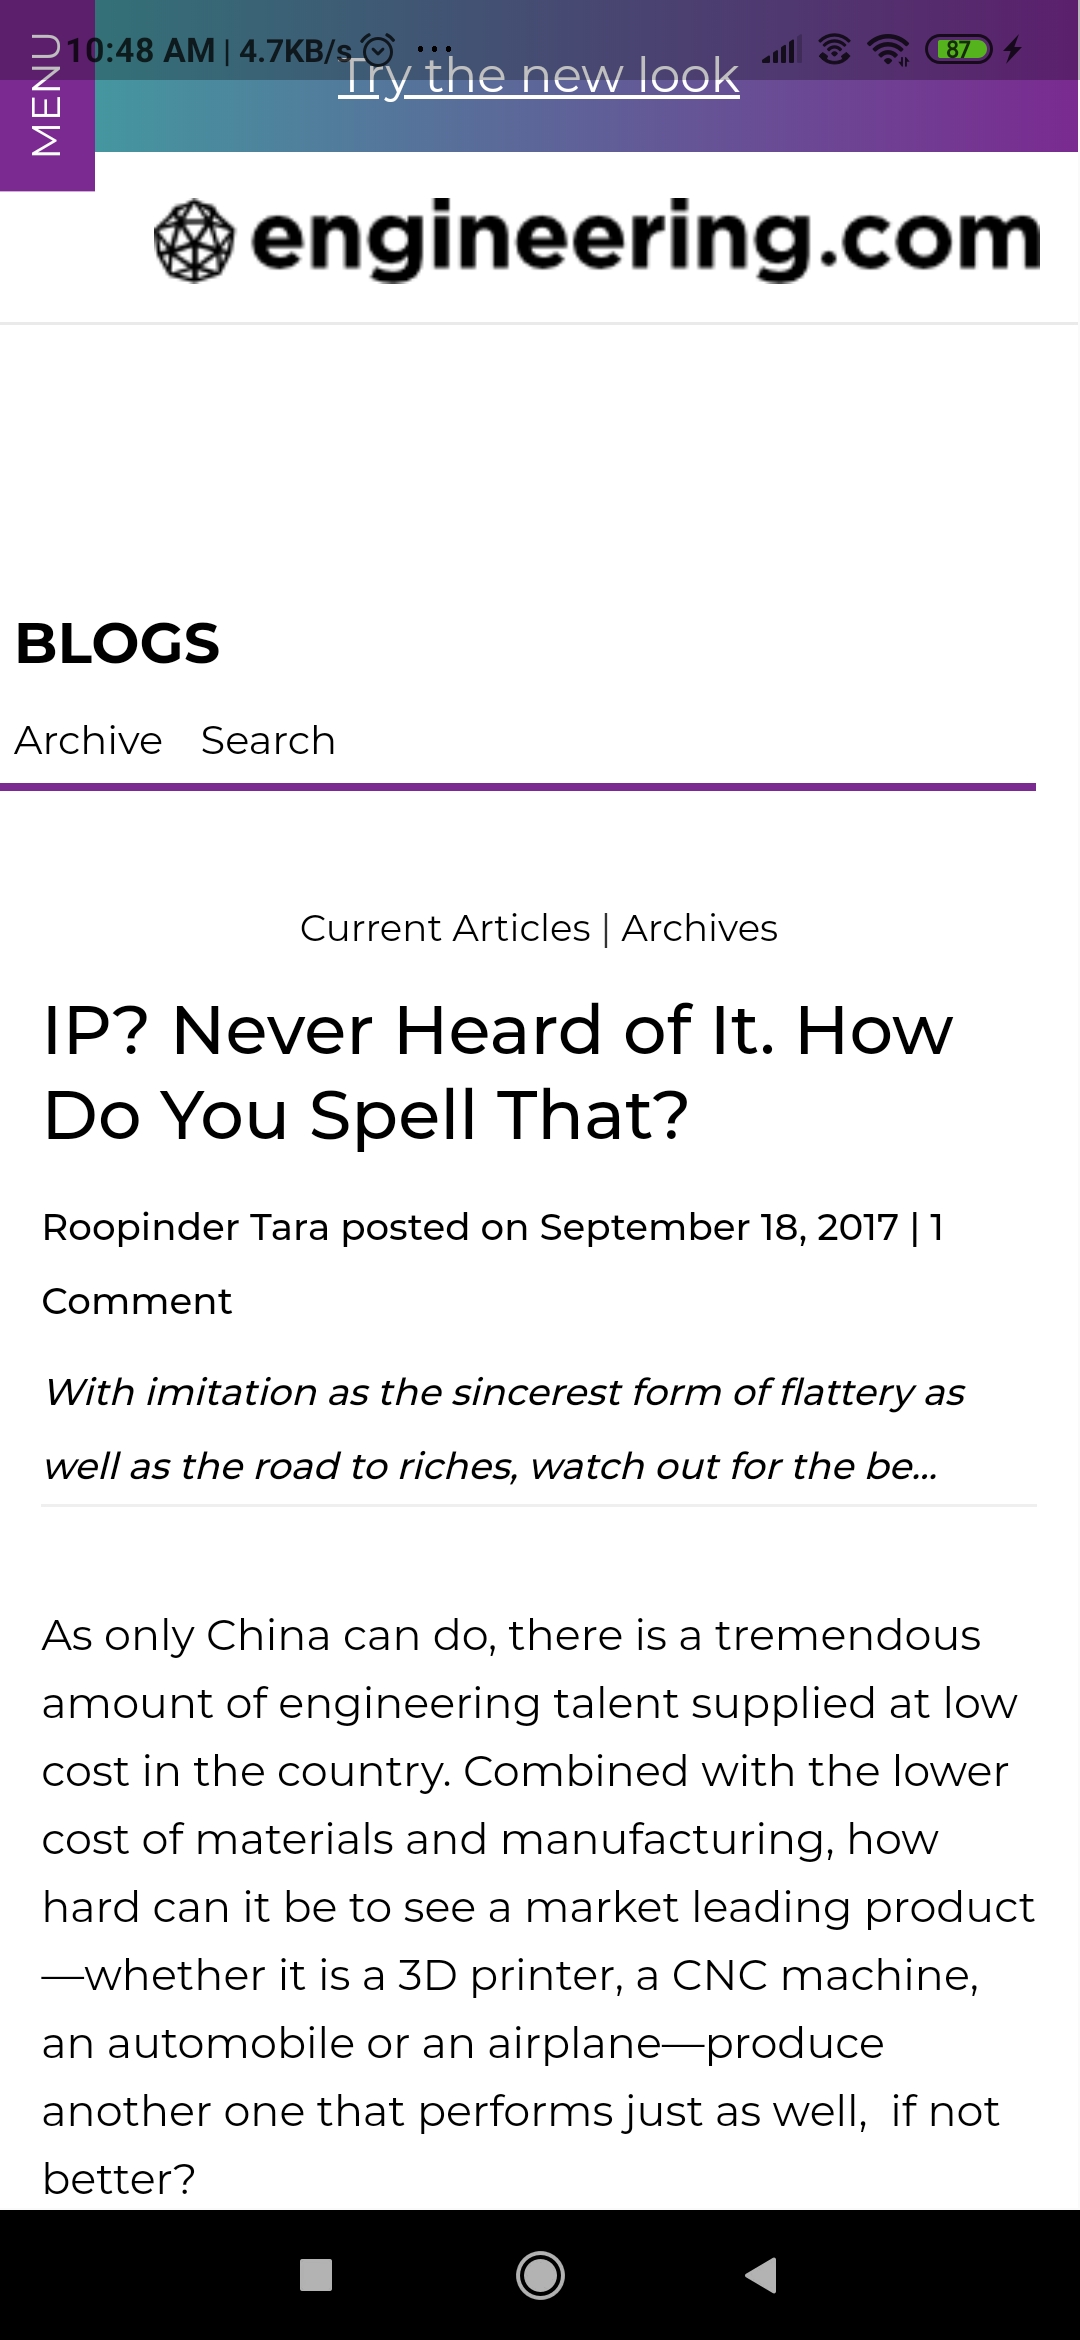 MENU
10:48 AM | 4.7KB/s
87
Try the new look
engineering.com
BLOGS
Archive Search
Current Articles | Archives
IP? Never Heard of It. How
Do You Spell That?
Roopinder Tara posted on September 18, 2017 | 1
Comment
With imitation as the sincerest form of flattery as
well as the road to riches, watch out for the be...
As only China can do, there is a tremendous
amount of engineering talent supplied at low
cost in the country. Combined with the lower
cost of materials and manufacturing, how
hard can it be to see a market leading product
—whether it is a 3D printer, a CNC machine,
an automobile or an airplane—produce
another one that performs just as well,  if not
better?